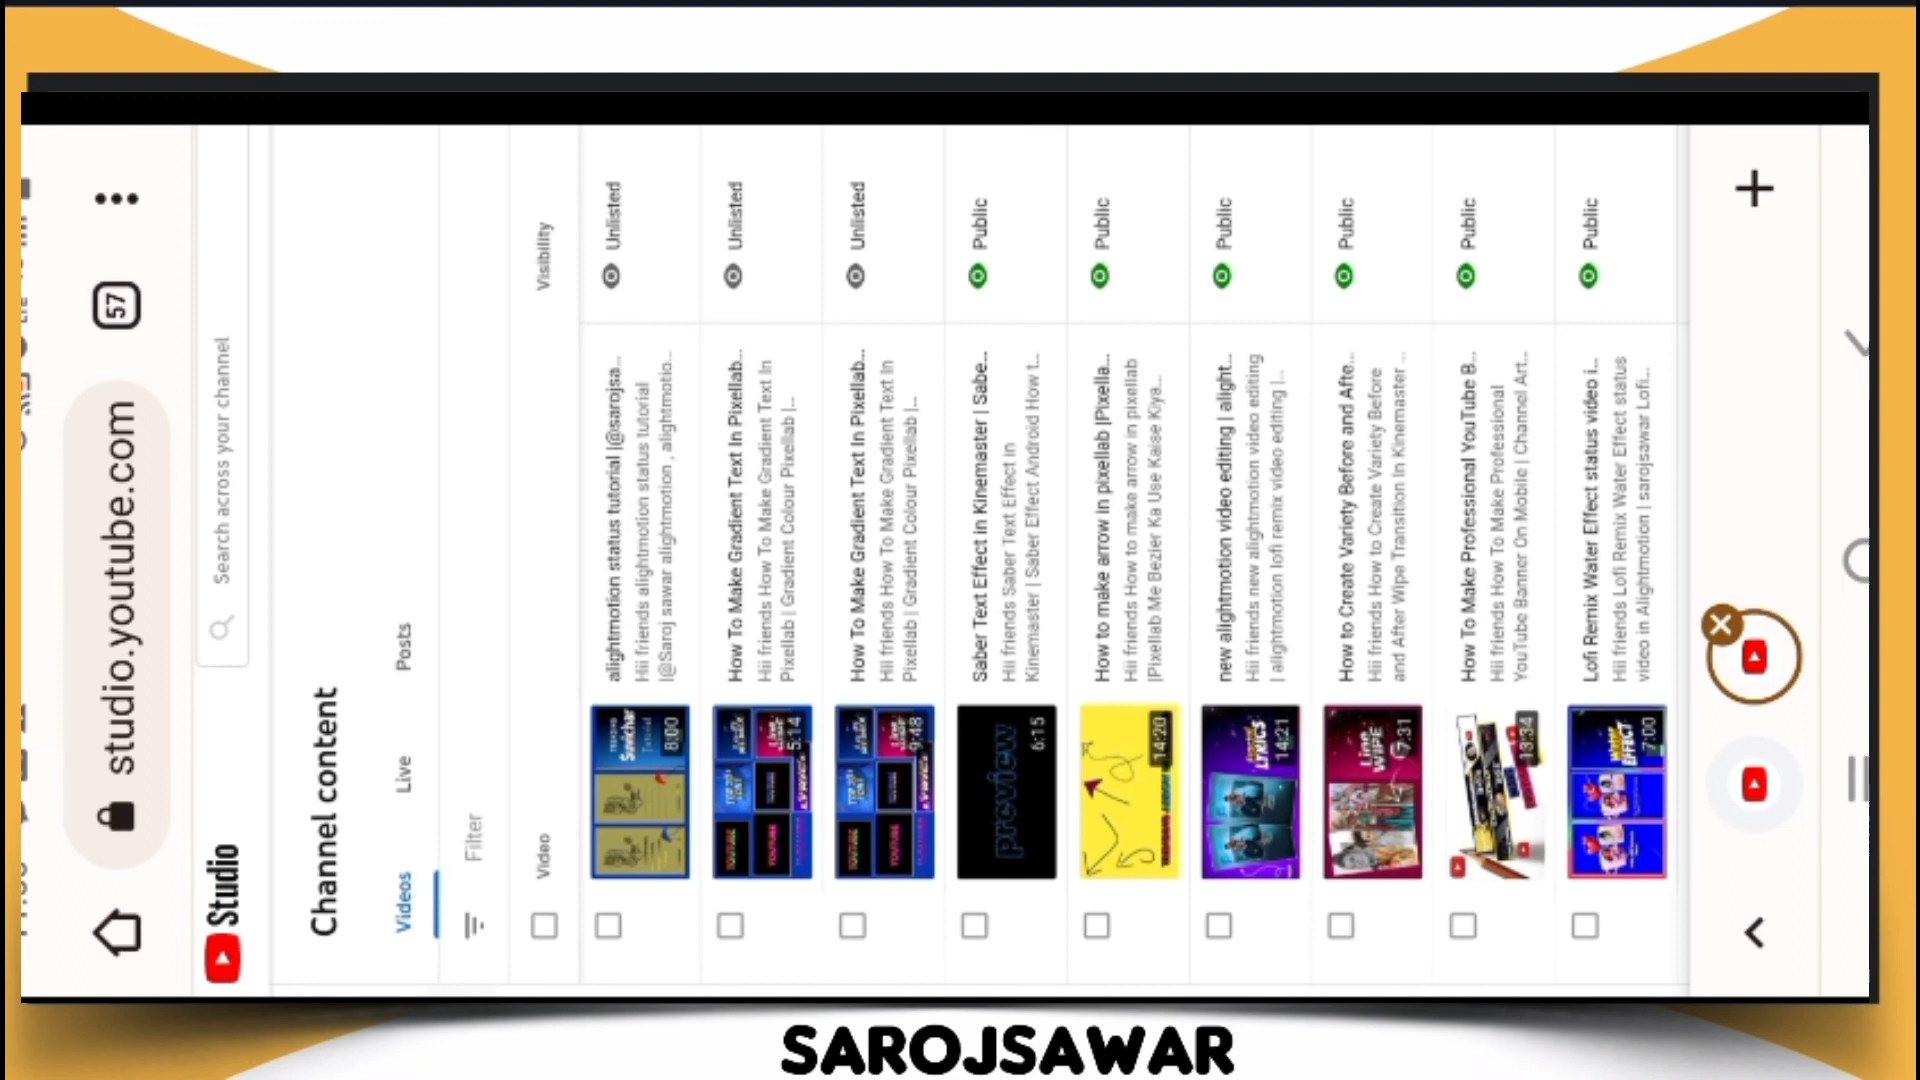 studio.youtube.com
57
Studio
Search across your channel
Channel content
Videos
Live
Posts
Filter
Video
Visibility
alightmotion status tutorial |@sarojsa...
Hii friends alightmotion status tutorial
|@Saroj sawar alightmotion , alightmotio...
8:00
Unlisted
How To Make Gradient Text In Pixellab...
Hii friends How To Make Gradient Text In
Pixellab | Gradient Colour Pixellab |...
5:14
Unlisted
How To Make Gradient Text In Pixellab...
Hii friends How To Make Gradient Text In
Pixellab | Gradient Colour Pixellab |...
9:48
Unlisted
Saber Text Effect in Kinemaster | Sabe...
Hii friends Saber Text Effect in
Kinemaster | Saber Effect Android How t...
preview
6:15
Public
How to make arrow in pixellab |Pixella...
Hii friends How to make arrow in pixellab
|Pixellab Me Bezier Ka Use Kaise Kiya...
14:20
Public
new alightmotion video editing | alight...
Hii friends new alightmotion video editing
| alightmotion lofi remix video editing |...
LYRICS
14:21
Public
How to Create Variety Before and Afte...
Hii friends How to Create Variety Before
and After Wipe Transition In Kinemaster ...
Line
WIPE
7:31
Public
How To Make Professional YouTube B...
Hii friends How To Make Professional
YouTube Banner On Mobile | Channel Art...
13:34
Public
Lofi Remix Water Effect status video i...
Hii friends Lofi Remix Water Effect status
video in Alightmotion | sarojsawar Lofi...
EFFECT
7:00
Public
SAROJSAWAR